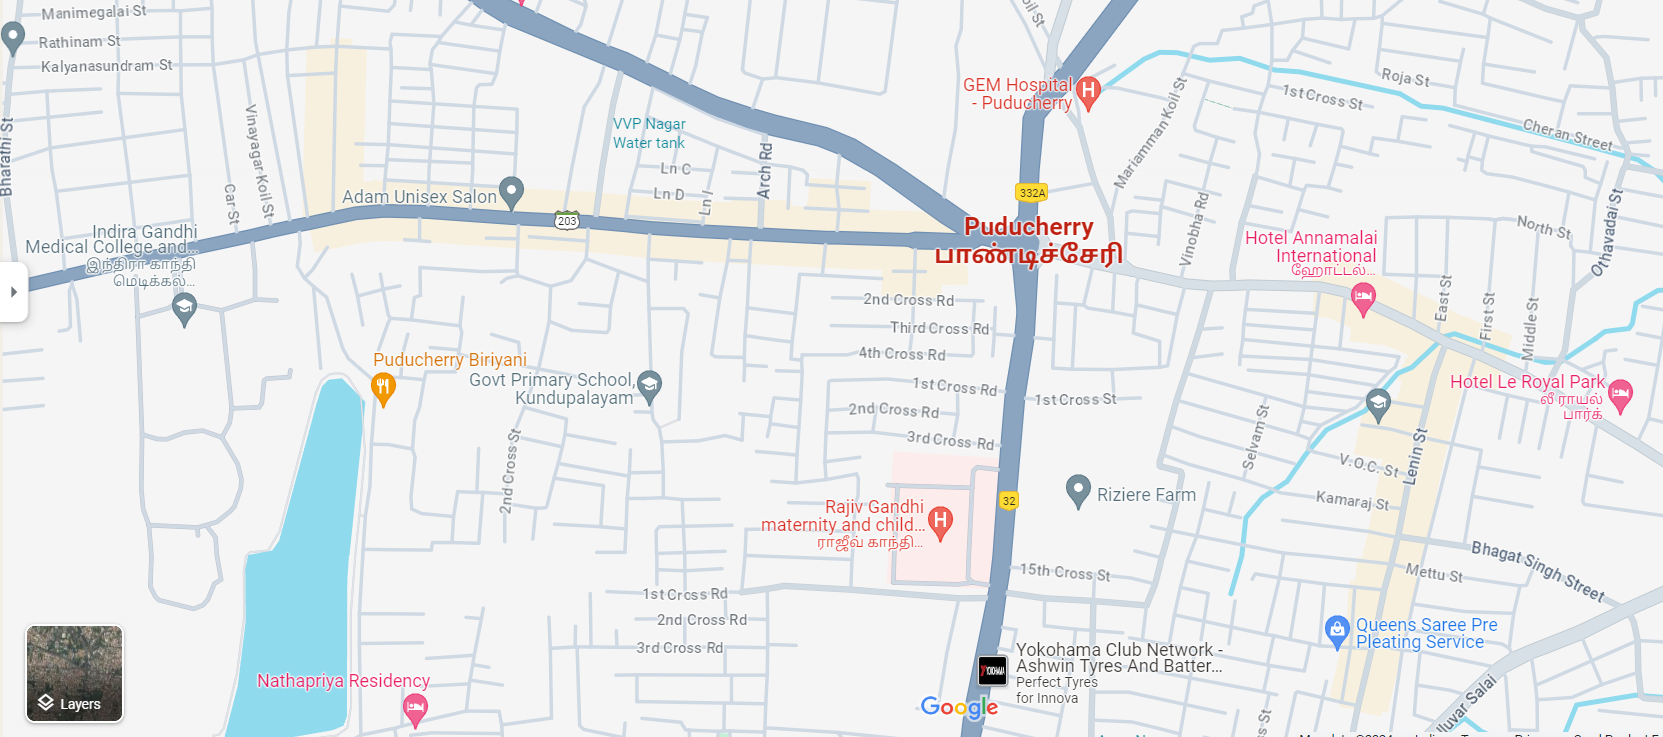 Manimegalai St
Rathinam St
Kalyanasundram St
Bharathi St
Vinayagar Koil St
Car St
VVP Nagar
Water tank
Ln C
Ln D
Ln I
Arch Rd
Adam Unisex Salon
203
Indira Gandhi
Medical College and...
இந்திரா காந்தி
மெடிக்கல்...
GEM Hospital
- Puducherry
332A
Puducherry
பாண்டிச்சேரி
Mariamman Koil St
Roja St
1st Cross St
Cheran Street
Vinobha Rd
North St
Othavadai St
Hotel Annamalai
International
ஹோட்டல்...
East St
First St
Middle St
2nd Cross Rd
Third Cross Rd
4th Cross Rd
1st Cross Rd
2nd Cross Rd
3rd Cross Rd
1st Cross St
Puducherry Biriyani
Govt Primary School,
Kundupalayam
2nd Cross St
Hotel Le Royal Park
லீ ராயல்
பார்க்
Selvam St
Lenin St
V.O.C. St
Kamaraj St
Riziere Farm
32
Rajiv Gandhi
maternity and child...
ராஜீவ் காந்தி...
15th Cross St
Bhagat Singh Street
Mettu St
1st Cross Rd
2nd Cross Rd
3rd Cross Rd
Queens Saree Pre
Pleating Service
YOKOHAMA
Yokohama Club Network -
Ashwin Tyres And Batter...
Perfect Tyres
for Innova
Nathapriya Residency
Layers
Google